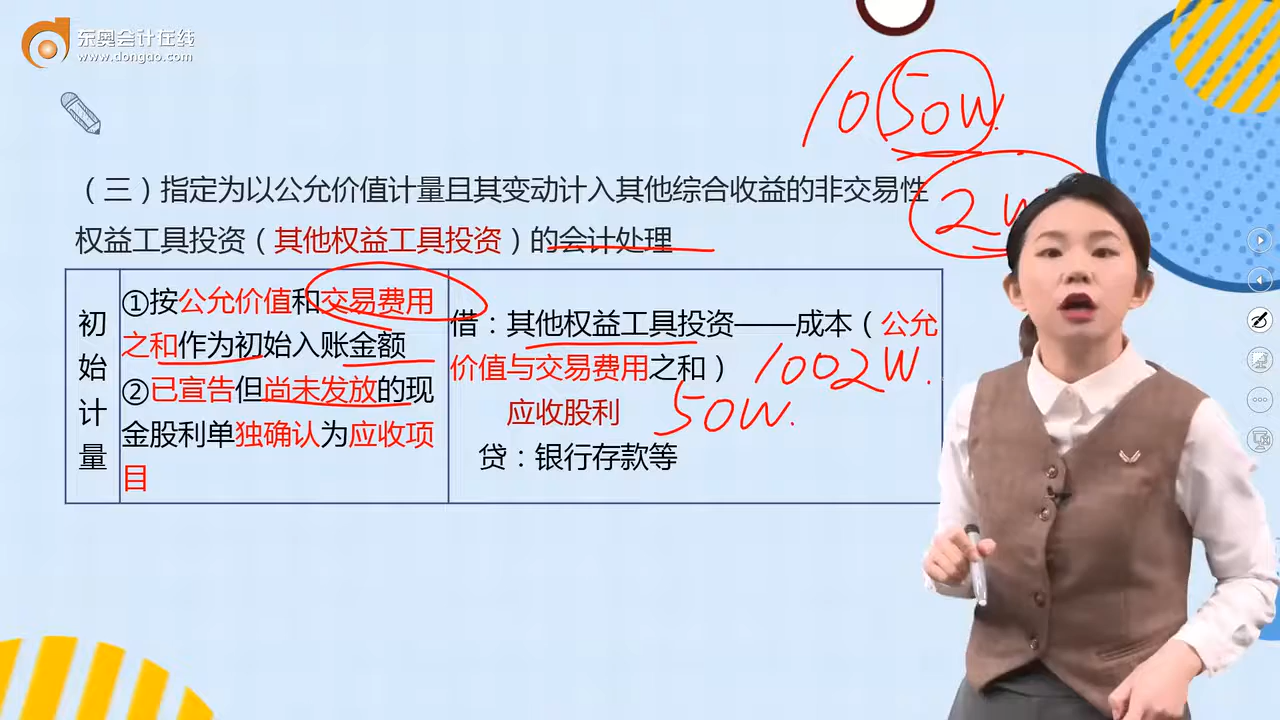 东奥会计在线
www.dongao.com
1050W.
2W
（三）指定为以公允价值计量且其变动计入其他综合收益的非交易性
权益工具投资（其他权益工具投资）的会计处理
初始计量
①按公允价值和交易费用
之和作为初始入账金额
②已宣告但尚未发放的现
金股利单独确认为应收项
目
借：其他权益工具投资——成本（公允
价值与交易费用之和）
1002W.
应收股利
50W.
贷：银行存款等